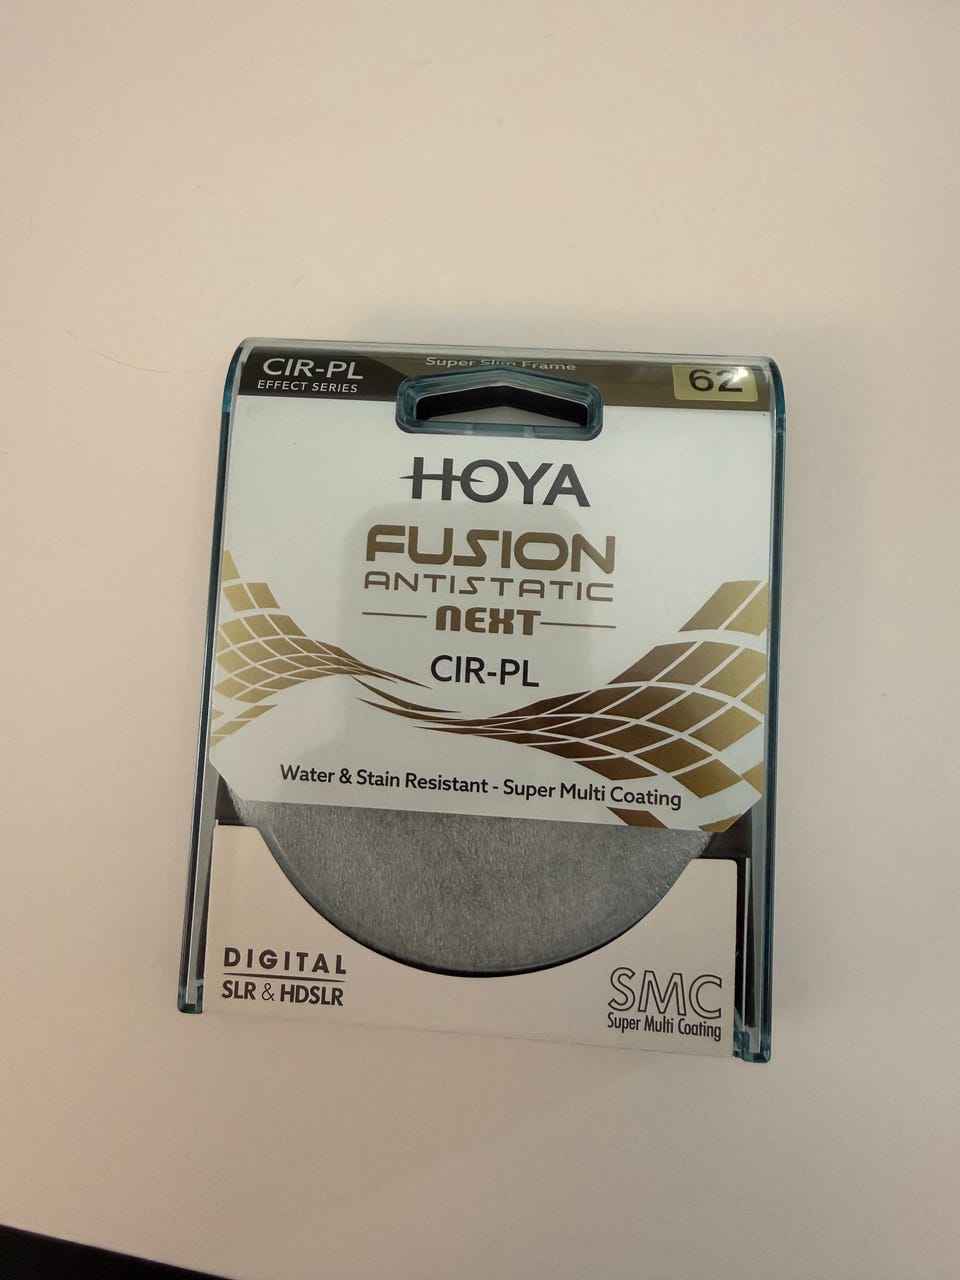 CIR-PL
EFFECT SERIES
Super Slim Frame
62
HOYA
FUSION
ANTISTATIC
NEXT
CIR-PL
Water & Stain Resistant - Super Multi Coating
DIGITAL
SLR & HDSLR
SMC
Super Multi Coating